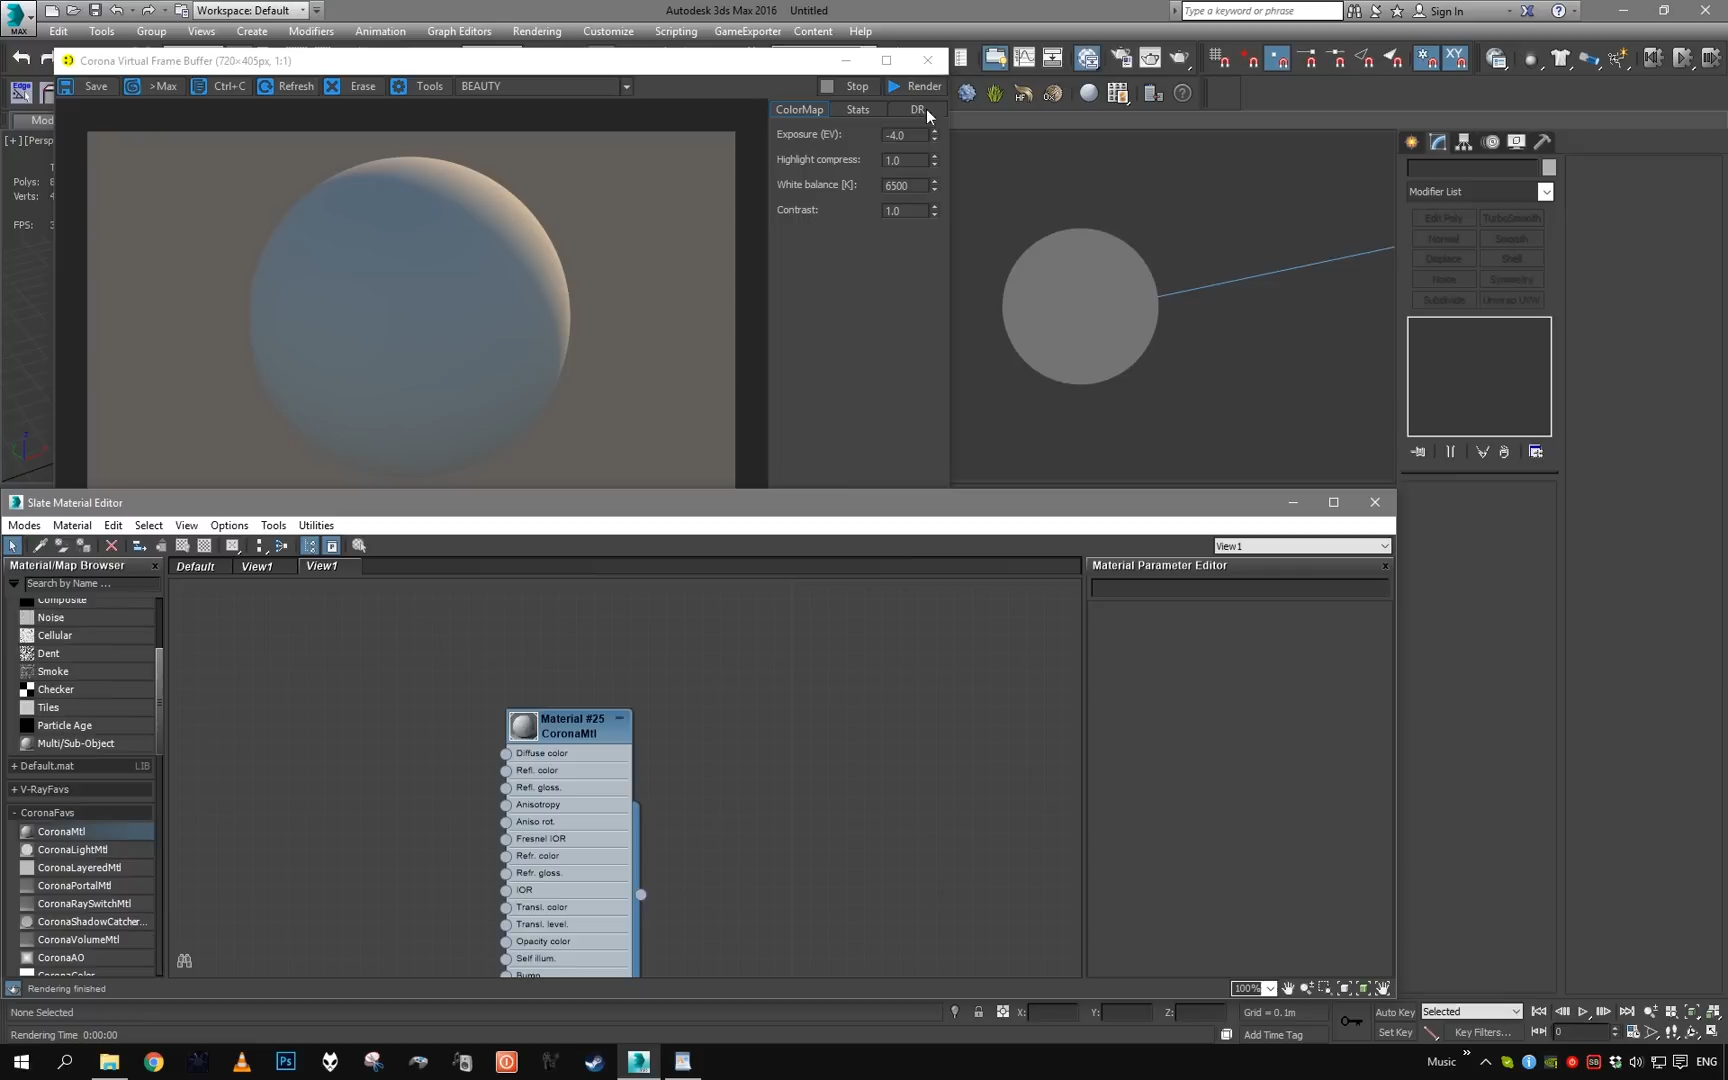 Workspace: Default
Autodesk 3ds Max 2016 Untitled
Type a keyword or phrase
Sign In
MAX
Edit Tools Group Views Create Modifiers Animation Graph Editors Rendering Customize Scripting GameExporter Content Help
Corona Virtual Frame Buffer (720×405px, 1:1)
Save >Max Ctrl+C Refresh Erase Tools BEAUTY Stop Render
Edge
ColorMap Stats DR
Mod
[+] [Persp
Exposure (EV): -4.0
Highlight compress: 1.0
White balance [K]: 6500
Contrast: 1.0
T
Polys: 8
Verts: 4
FPS: 3
Modifier List
Edit Poly TurboSmooth
Normal Smooth
Displace Shell
Noise Symmetry
Subdivide Unwrap UVW
Slate Material Editor
Modes Material Edit Select View Options Tools Utilities
View1
Material/Map Browser
Default View1 View1
Material Parameter Editor
Search by Name ...
Composite
Noise
Cellular
Dent
Smoke
Checker
Tiles
Particle Age
Multi/Sub-Object
+ Default.mat LIB
+ V-RayFavs
- CoronaFavs
CoronaMtl
CoronaLightMtl
CoronaLayeredMtl
CoronaPortalMtl
CoronaRaySwitchMtl
CoronaShadowCatcher...
CoronaVolumeMtl
CoronaAO
CoronaColor
Material #25
CoronaMtl
Diffuse color
Refl. color
Refl. gloss.
Anisotropy
Aniso rot.
Fresnel IOR
Refr. color
Refr. gloss.
IOR
Transl. color
Transl. level.
Opacity color
Self illum.
Bump
Rendering finished
100%
None Selected
X: Y: Z: Grid = 0.1m
Auto Key Selected
Rendering Time 0:00:00
Add Time Tag
Set Key Key Filters... 0
Music » ENG